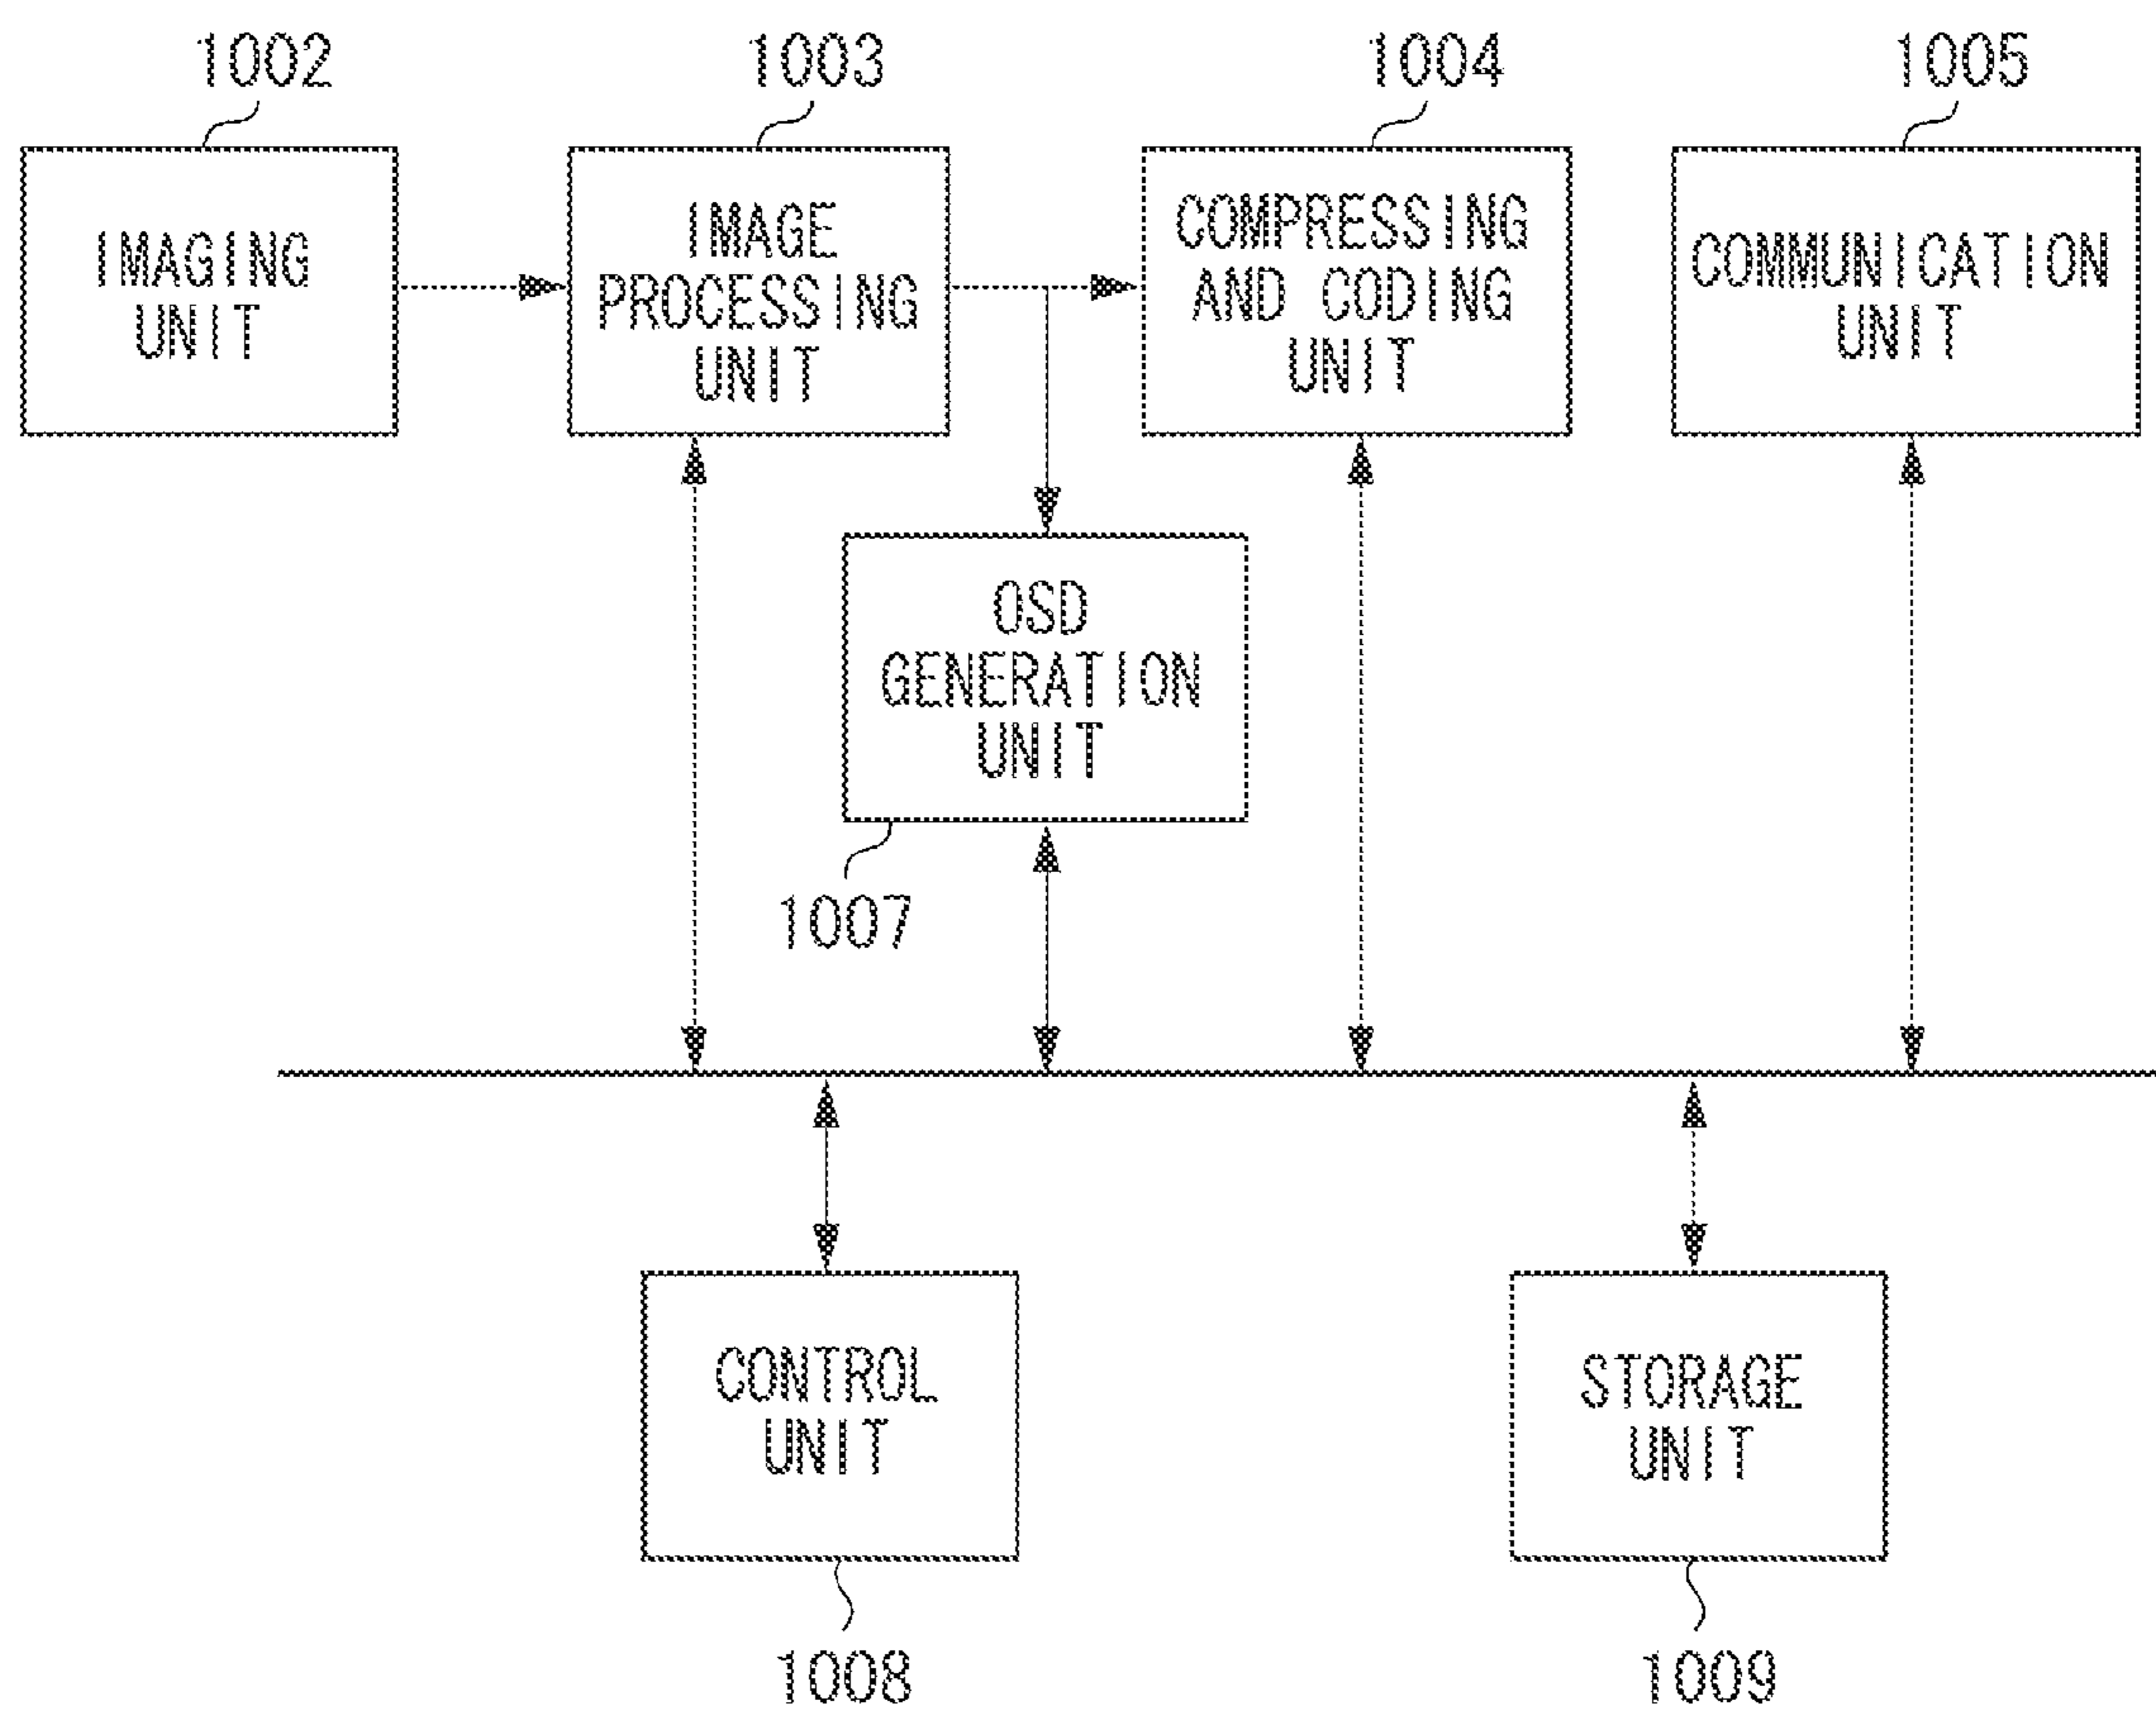 1002
1003
1004
1005
IMAGING
UNIT
IMAGE
PROCESSING
UNIT
COMPRESSING
AND CODING
UNIT
COMMUNICATION
UNIT
OSD
GENERATION
UNIT
1007
CONTROL
UNIT
STORAGE
UNIT
1008
1009